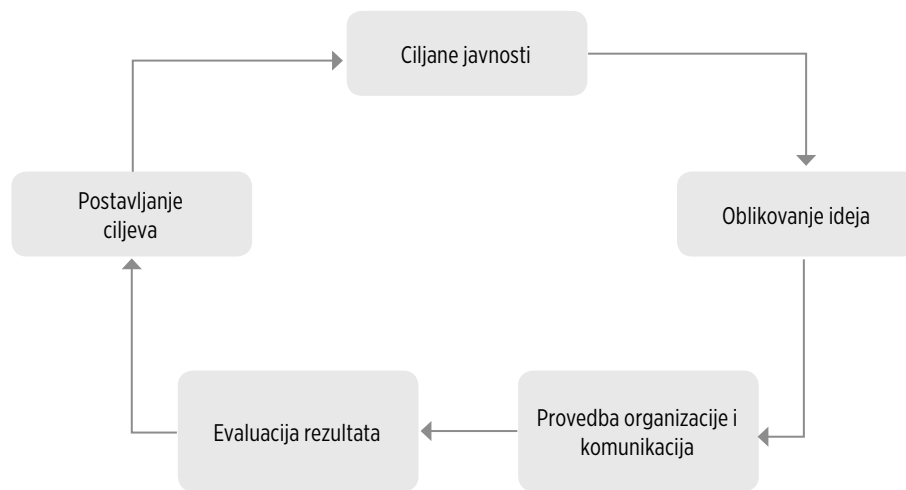 Ciljane javnosti
Postavljanje
ciljeva
Oblikovanje ideja
Evaluacija rezultata
Provedba organizacije i
komunikacija